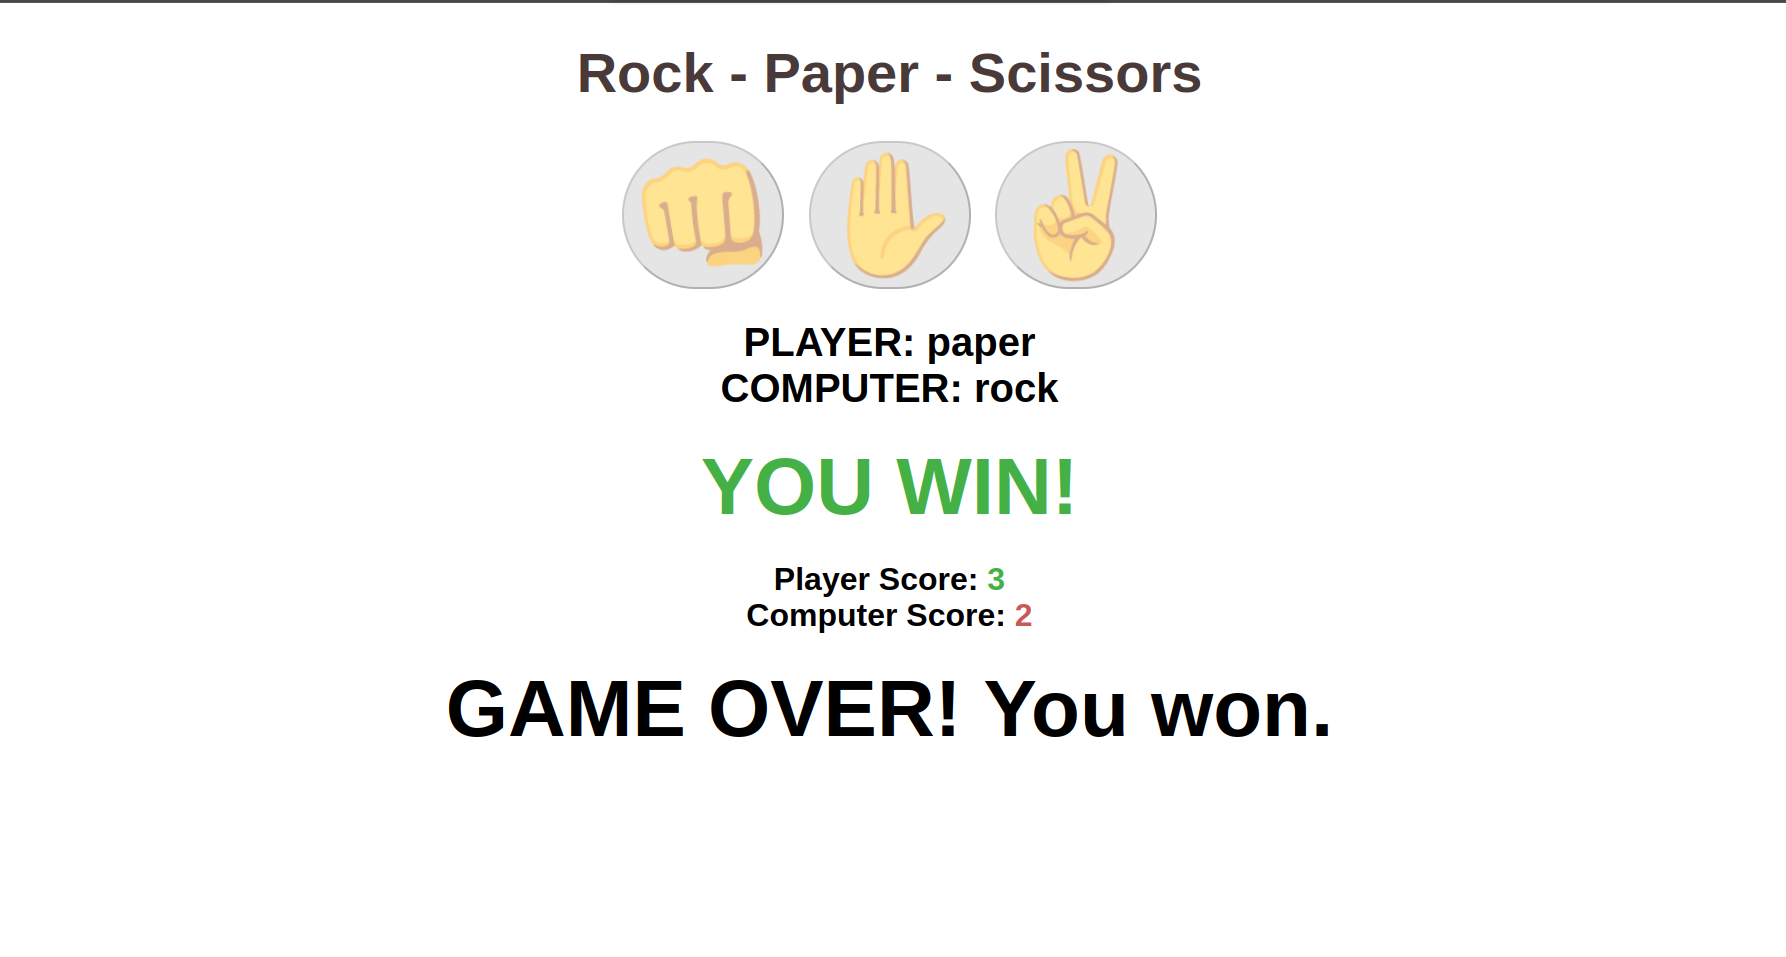 Rock - Paper - Scissors
PLAYER: paper
COMPUTER: rock
YOU WIN!
Player Score: 3
Computer Score: 2
GAME OVER! You won.